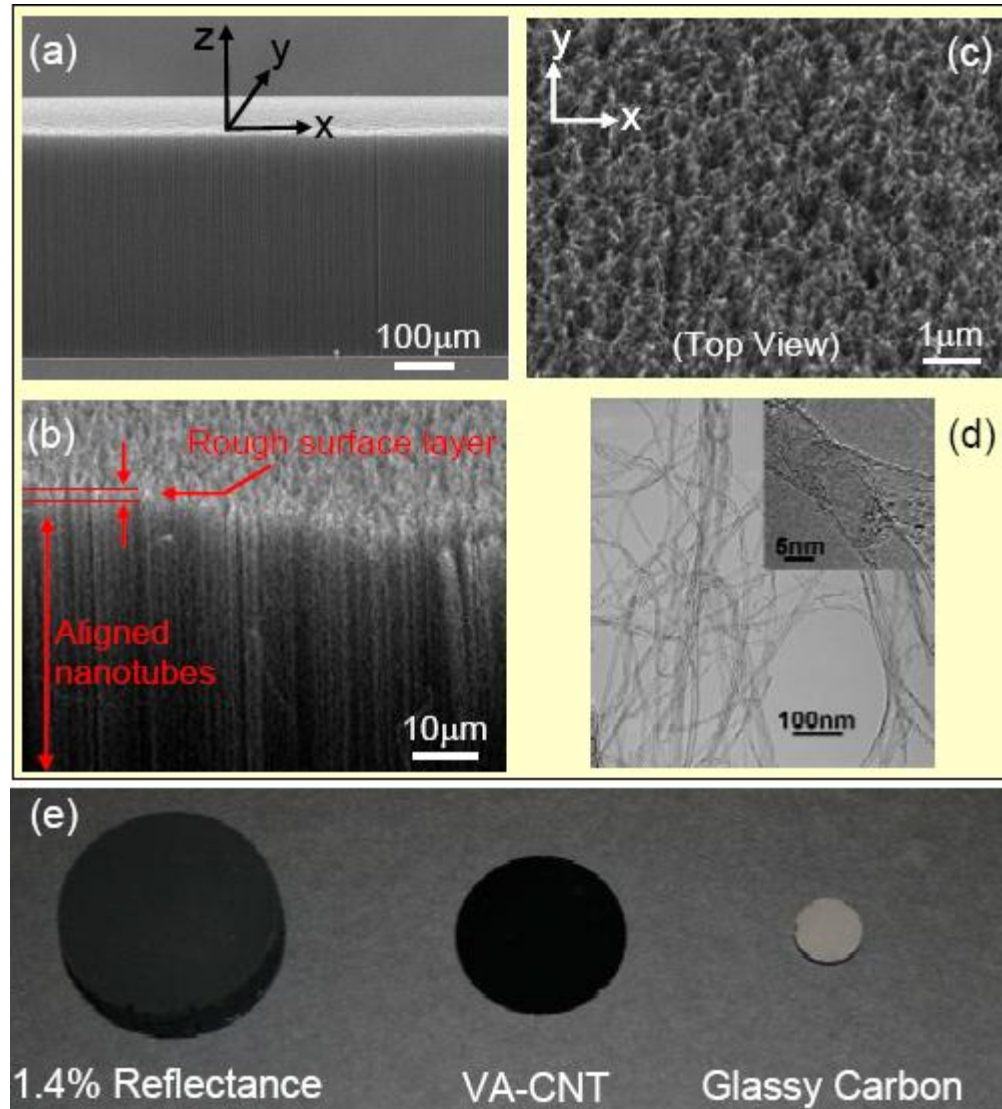 (a)
z
y
x
100μm
(c)
y
x
(Top View)
1μm
(b)
Rough surface layer
Aligned
nanotubes
10μm
(d)
5nm
100nm
(e)
1.4% Reflectance
VA-CNT
Glassy Carbon